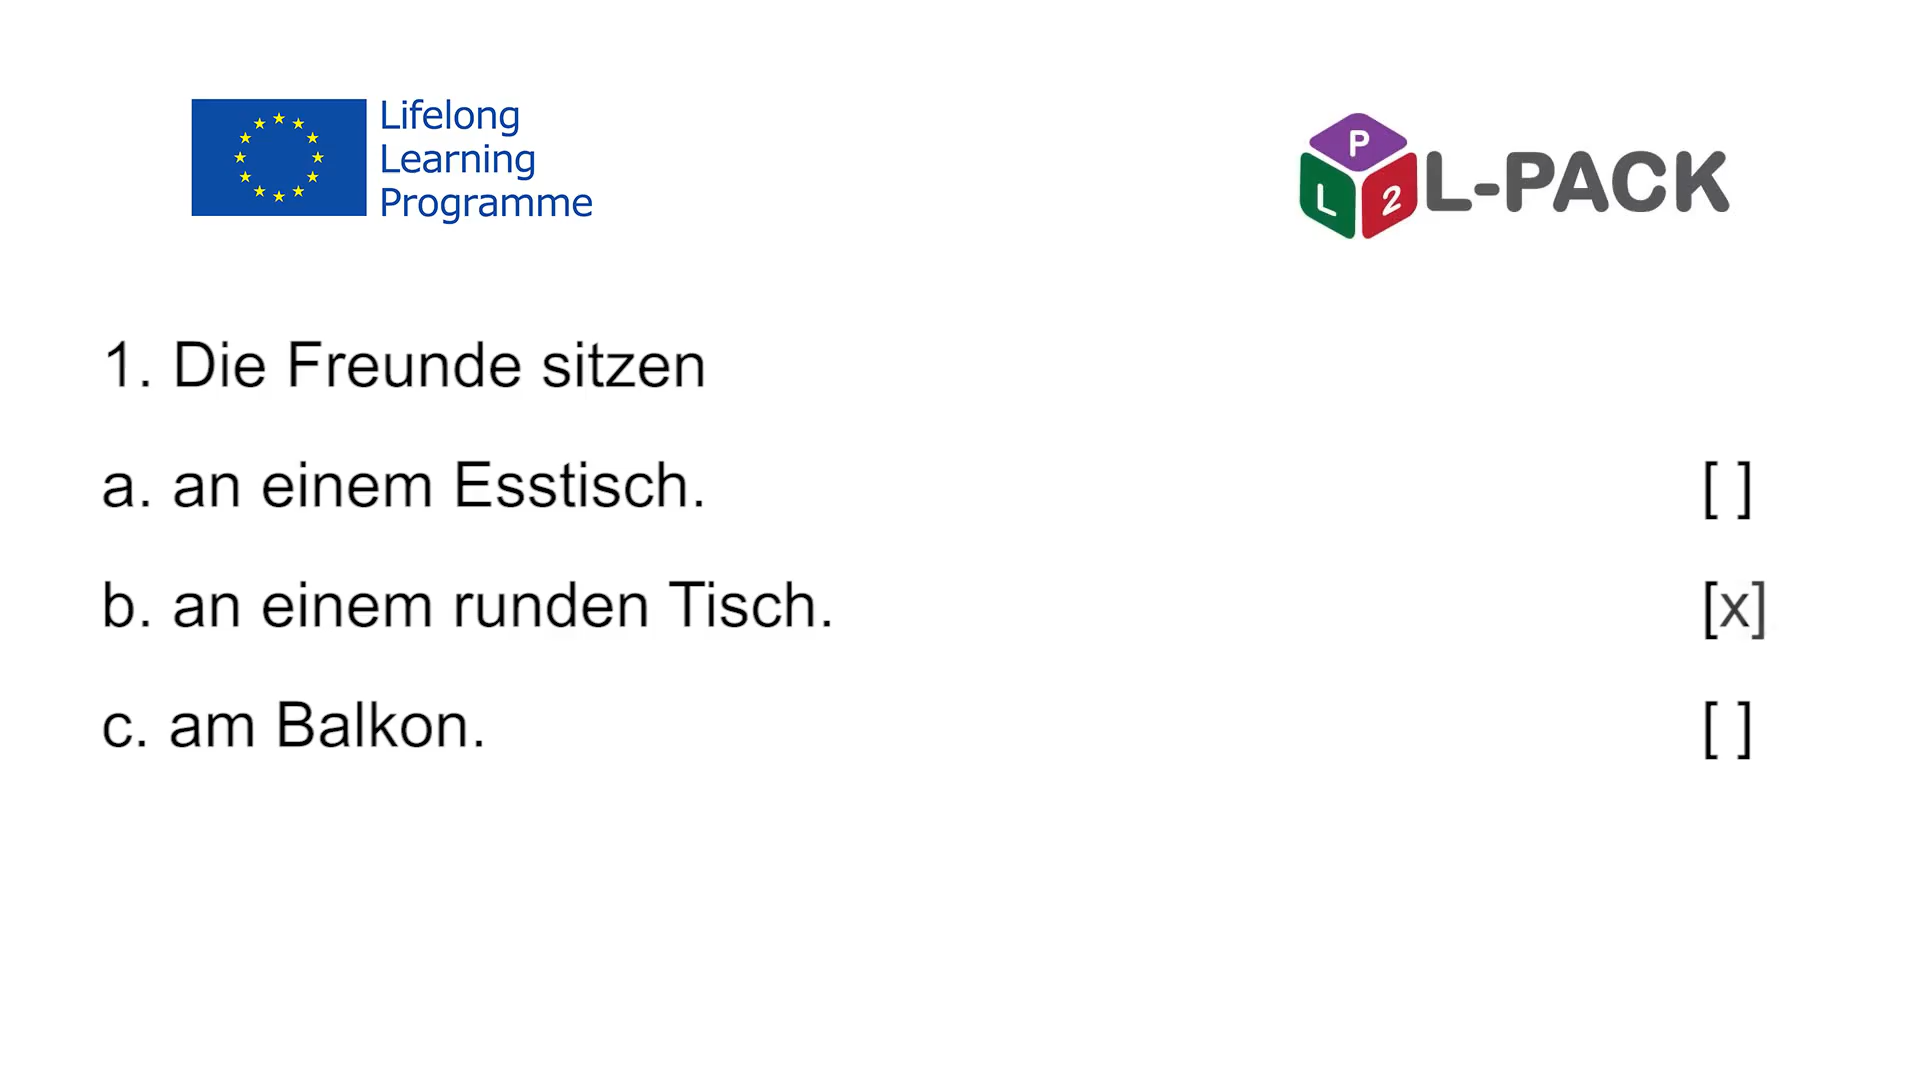 Lifelong
Learning
Programme
P
L
2
L-PACK
1. Die Freunde sitzen
a. an einem Esstisch. [ ]
b. an einem runden Tisch. [x]
c. am Balkon. [ ]